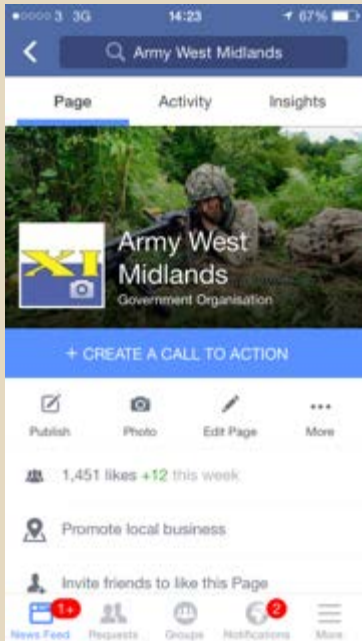 3 3G 14:23 67%
Army West Midlands
Page Activity Insights
XI
Army West
Midlands
Government Organisation
+ CREATE A CALL TO ACTION
Publish Photo Edit Page More
1,451 likes +12 this week
Promote local business
Invite friends to like this Page
1+ 2
News Feed Requests Groups Notifications More